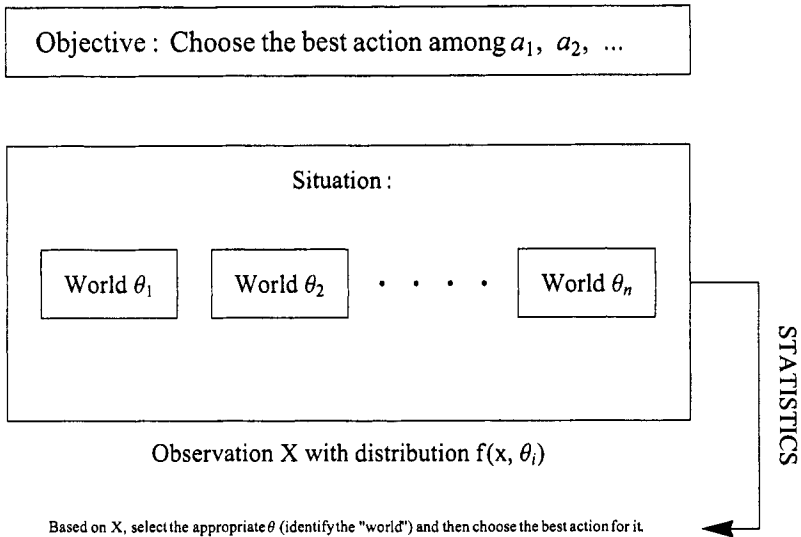 Objective : Choose the best action among a₁, a₂, ...
Situation :
World θ₁
World θ₂
. . . .
World θₙ
STATISTICS
Observation X with distribution f(x, θᵢ)
Based on X, select the appropriate θ (identify the "world") and then choose the best action for it.